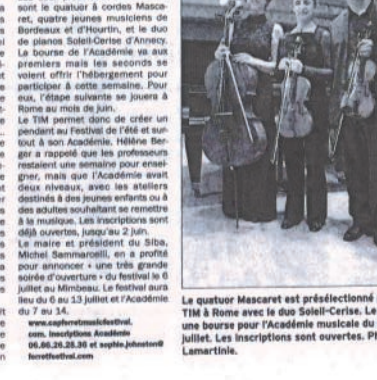 sont le quatuor à cordes Masca-
ret, quatre jeunes musiciens de
Bordeaux et d'Hourtin, et le duo
de pianos Soleil-Cerise d'Annecy.
La bourse de l'Académie va aux
premiers mais les seconds se
voient offrir l'hébergement pour
participer à cette semaine. Pour
eux, l'étape suivante se jouera à
Rome au mois de juin.
Le TIM permet donc de créer un
pendant au Festival de l'été et sur-
tout à son Académie. Hélène Ber-
ger a rappelé que les professeurs
restaient une semaine pour ensei-
gner, mais que l'Académie avait
deux niveaux, avec les ateliers
destinés à des jeunes enfants ou à
des adultes souhaitant se remettre
à la musique. Les inscriptions sont
déjà ouvertes, jusqu'au 2 juin.
Le maire et président du Siba,
Michel Sammarcelli, en a profité
pour annoncer « une très grande
soirée d'ouverture » du festival le 6
juillet au Mimbeau. Le festival aura
lieu du 6 au 13 juillet et l'Académie
du 7 au 14.
www.capferretmusicfestival.
com. Inscriptions Académie
06.66.26.28.36 et sophie.johnston@
ferretfestival.com
Le quatuor Mascaret est présélectionné
TIM à Rome avec le duo Soleil-Cerise. Le
une bourse pour l'Académie musicale du
juillet. Les inscriptions sont ouvertes. P
Lamartinie.